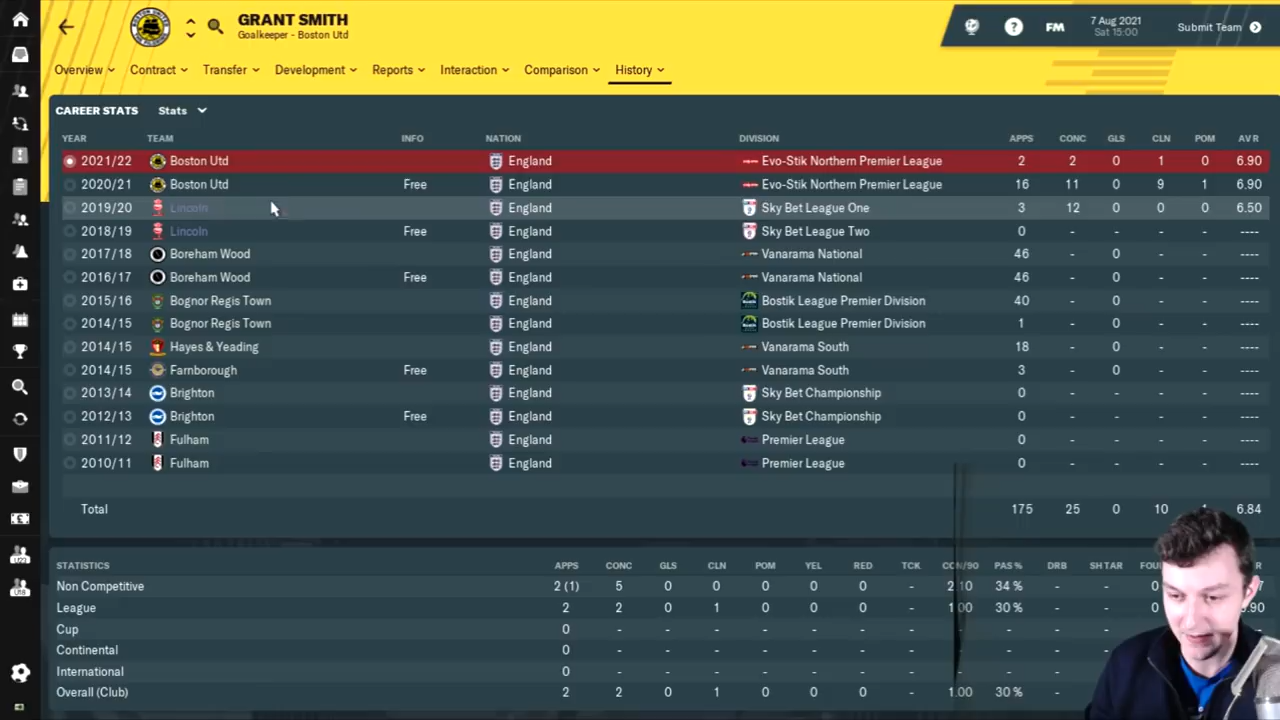 GRANT SMITH
Goalkeeper - Boston Utd
FM
7 Aug 2021
Sat 15:00
Submit Team
Overview Contract Transfer Development Reports Interaction Comparison History
CAREER STATS Stats
YEAR TEAM INFO NATION DIVISION APPS CONC GLS CLN POM AVR
2021/22 Boston Utd England Evo-Stik Northern Premier League 2 2 0 1 0 6.90
2020/21 Boston Utd Free England Evo-Stik Northern Premier League 16 11 0 9 1 6.90
2019/20 Lincoln England Sky Bet League One 3 12 0 0 0 6.50
2018/19 Lincoln Free England Sky Bet League Two 0 - - - - ----
2017/18 Boreham Wood England Vanarama National 46 - 0 - - ----
2016/17 Boreham Wood Free England Vanarama National 46 - 0 - - ----
2015/16 Bognor Regis Town England Bostik League Premier Division 40 - 0 - - ----
2014/15 Bognor Regis Town England Bostik League Premier Division 1 - 0 - - ----
2014/15 Hayes & Yeading England Vanarama South 18 - 0 - - ----
2014/15 Farnborough Free England Vanarama South 3 - 0 - - ----
2013/14 Brighton England Sky Bet Championship 0 - - - - ----
2012/13 Brighton Free England Sky Bet Championship 0 - - - - ----
2011/12 Fulham England Premier League 0 - - - - ----
2010/11 Fulham England Premier League 0 - - - - ----
Total 175 25 0 10 6.84
STATISTICS APPS CONC GLS CLN POM YEL RED TCK PAS % DRB SH TAR
Non Competitive 2 (1) 5 0 0 0 0 0 - 2.10 34 % - - 0
League 2 2 0 1 0 0 0 - 1.00 30 % - - 0
Cup 0 - - - - - - - - - - -
Continental 0 - - - - - - - - - - -
International 0 - - - - - - - - - - -
Overall (Club) 2 2 0 1 0 0 0 - 1.00 30 % - -